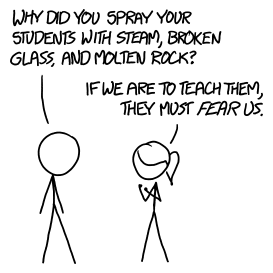 WHY DID YOU SPRAY YOUR
STUDENTS WITH STEAM, BROKEN
GLASS, AND MOLTEN ROCK?
IF WE ARE TO TEACH THEM,
THEY MUST FEAR US.